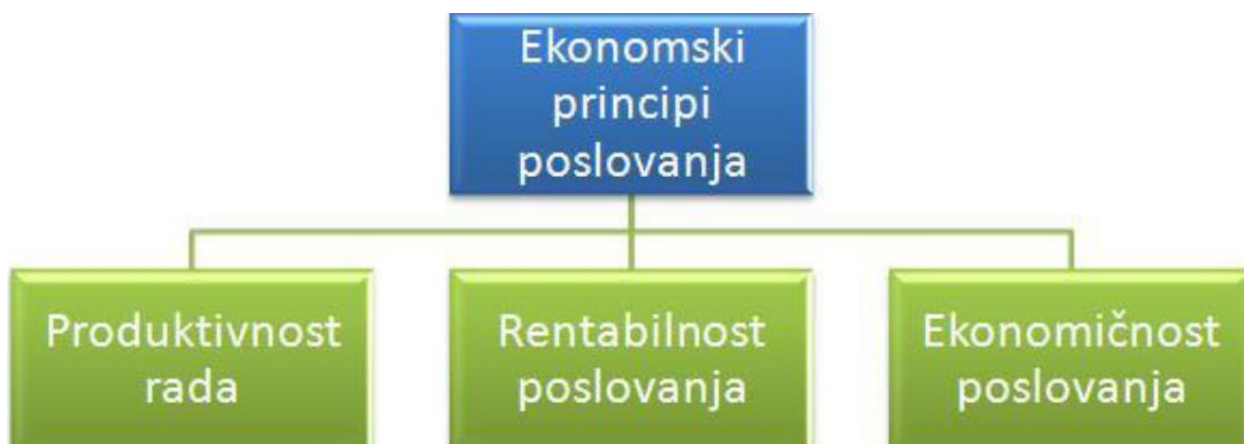 Ekonomski
principi
poslovanja
Produktivnost
rada
Rentabilnost
poslovanja
Ekonomičnost
poslovanja